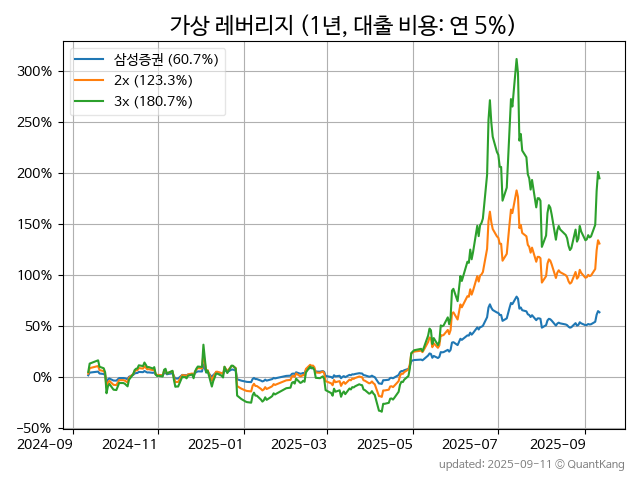 가상 레버리지 (1년, 대출 비용: 연 5%)
삼성증권 (60.7%)
2x (123.3%)
3x (180.7%)
300%
250%
200%
150%
100%
50%
0%
−50%
2024-09 2024-11 2025-01 2025-03 2025-05 2025-07 2025-09
updated: 2025-09-11 © QuantKang